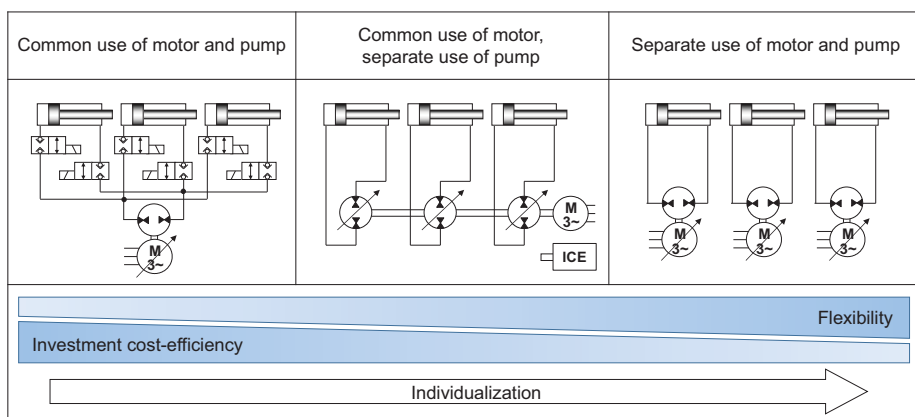 Common use of motor and pump
Common use of motor,
separate use of pump
Separate use of motor and pump
M
3~
M
3~
ICE
M
3~
M
3~
M
3~
Flexibility
Investment cost-efficiency
Individualization